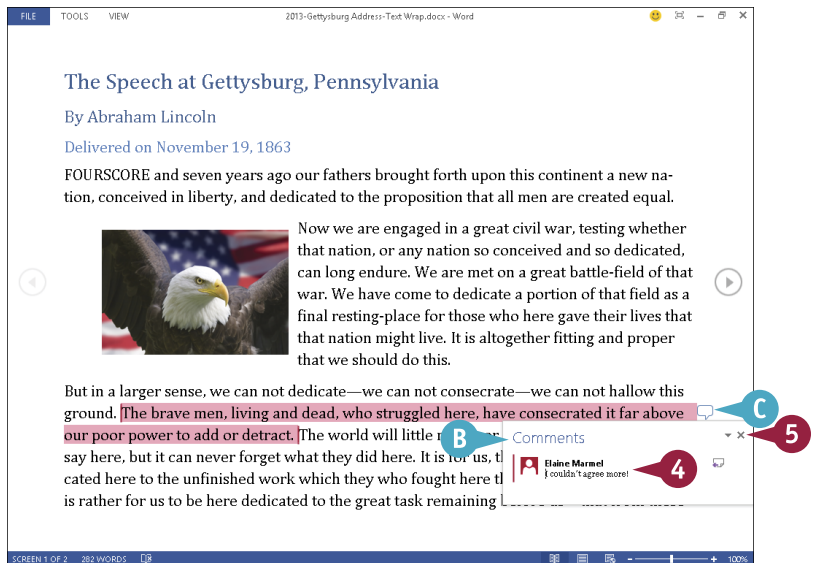 FILE TOOLS VIEW 2013-Gettysburg Address-Text Wrap.docx - Word
The Speech at Gettysburg, Pennsylvania
By Abraham Lincoln
Delivered on November 19, 1863
FOURSCORE and seven years ago our fathers brought forth upon this continent a new na-
tion, conceived in liberty, and dedicated to the proposition that all men are created equal.
Now we are engaged in a great civil war, testing whether
that nation, or any nation so conceived and so dedicated,
can long endure. We are met on a great battle-field of that
war. We have come to dedicate a portion of that field as a
final resting-place for those who here gave their lives that
that nation might live. It is altogether fitting and proper
that we should do this.
But in a larger sense, we can not dedicate—we can not consecrate—we can not hallow this
ground. The brave men, living and dead, who struggled here, have consecrated it far above
C
our poor power to add or detract. The world will little
B
Comments
5
say here, but it can never forget what they did here. It is for us,
Elaine Marmel
I couldn't agree more!
4
cated here to the unfinished work which they who fought here
is rather for us to be here dedicated to the great task remaining
SCREEN 1 OF 2 282 WORDS 100%